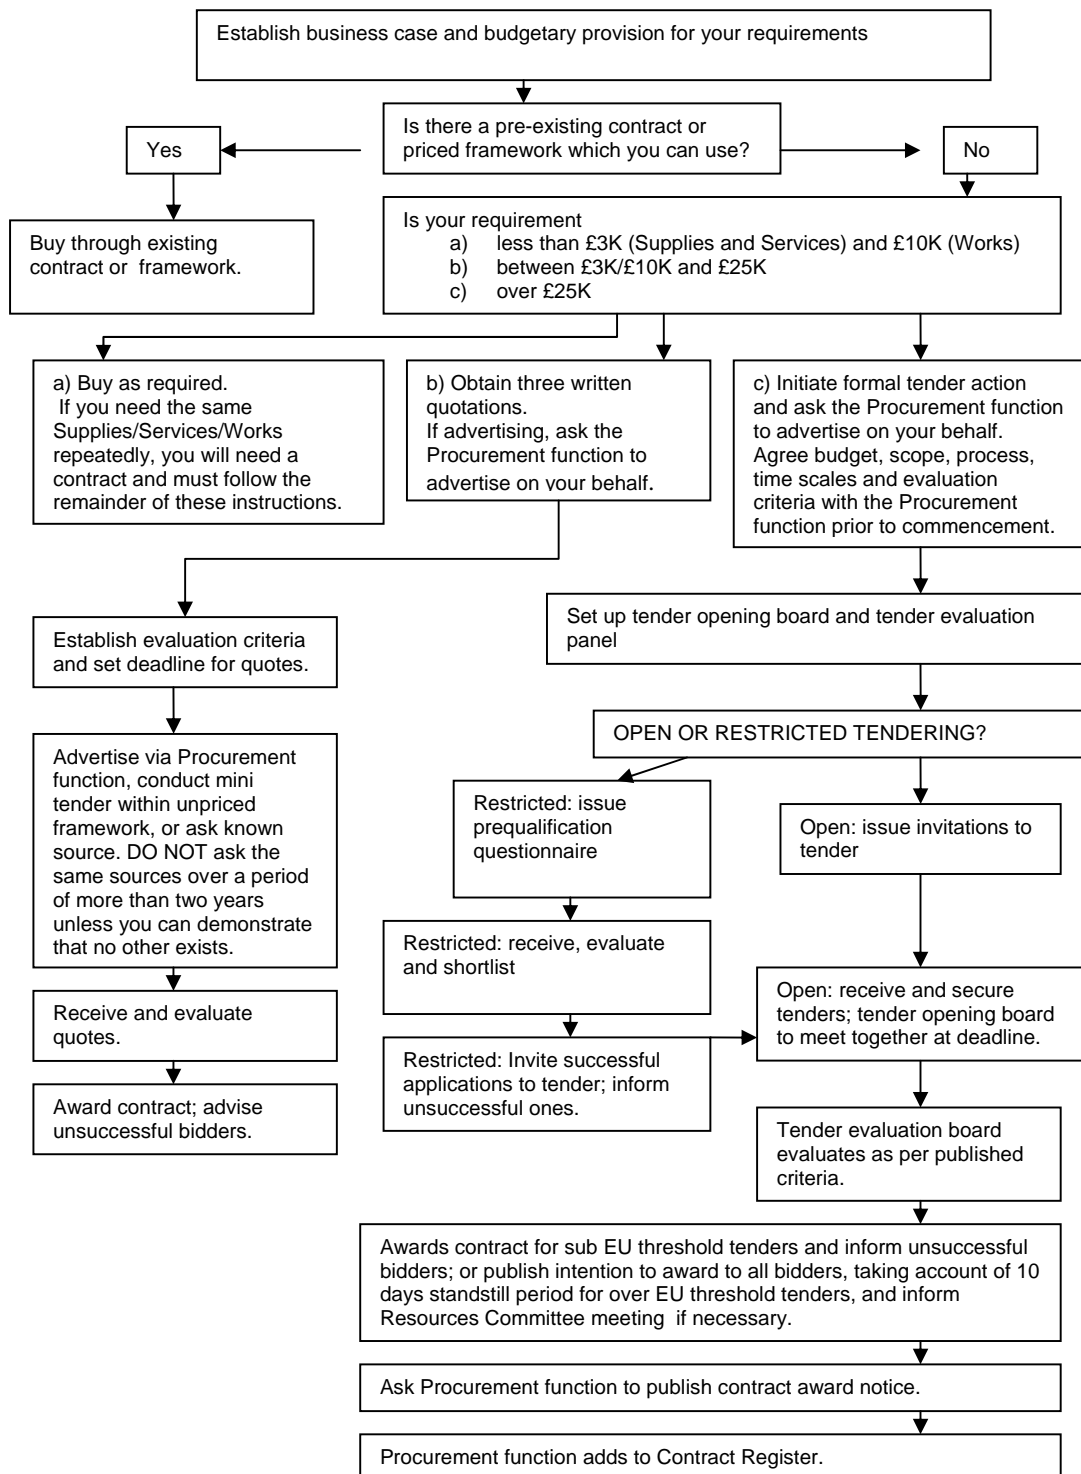 Establish business case and budgetary provision for your requirements
Is there a pre-existing contract or
priced framework which you can use?
Yes
No
Buy through existing
contract or  framework.
Is your requirement
a) less than £3K (Supplies and Services) and £10K (Works)
b) between £3K/£10K and £25K
c) over £25K
a) Buy as required.
If you need the same
Supplies/Services/Works
repeatedly, you will need a
contract and must follow the
remainder of these instructions.
b) Obtain three written
quotations.
If advertising, ask the
Procurement function to
advertise on your behalf.
c) Initiate formal tender action
and ask the Procurement function
to advertise on your behalf.
Agree budget, scope, process,
time scales and evaluation
criteria with the Procurement
function prior to commencement.
Establish evaluation criteria
and set deadline for quotes.
Set up tender opening board and tender evaluation
panel
OPEN OR RESTRICTED TENDERING?
Advertise via Procurement
function, conduct mini
tender within unpriced
framework, or ask known
source. DO NOT ask the
same sources over a period
of more than two years
unless you can demonstrate
that no other exists.
Restricted: issue
prequalification
questionnaire
Open: issue invitations to
tender
Restricted: receive, evaluate
and shortlist
Receive and evaluate
quotes.
Open: receive and secure
tenders; tender opening board
to meet together at deadline.
Restricted: Invite successful
applications to tender; inform
unsuccessful ones.
Award contract; advise
unsuccessful bidders.
Tender evaluation board
evaluates as per published
criteria.
Awards contract for sub EU threshold tenders and inform unsuccessful
bidders; or publish intention to award to all bidders, taking account of 10
days standstill period for over EU threshold tenders, and inform
Resources Committee meeting  if necessary.
Ask Procurement function to publish contract award notice.
Procurement function adds to Contract Register.